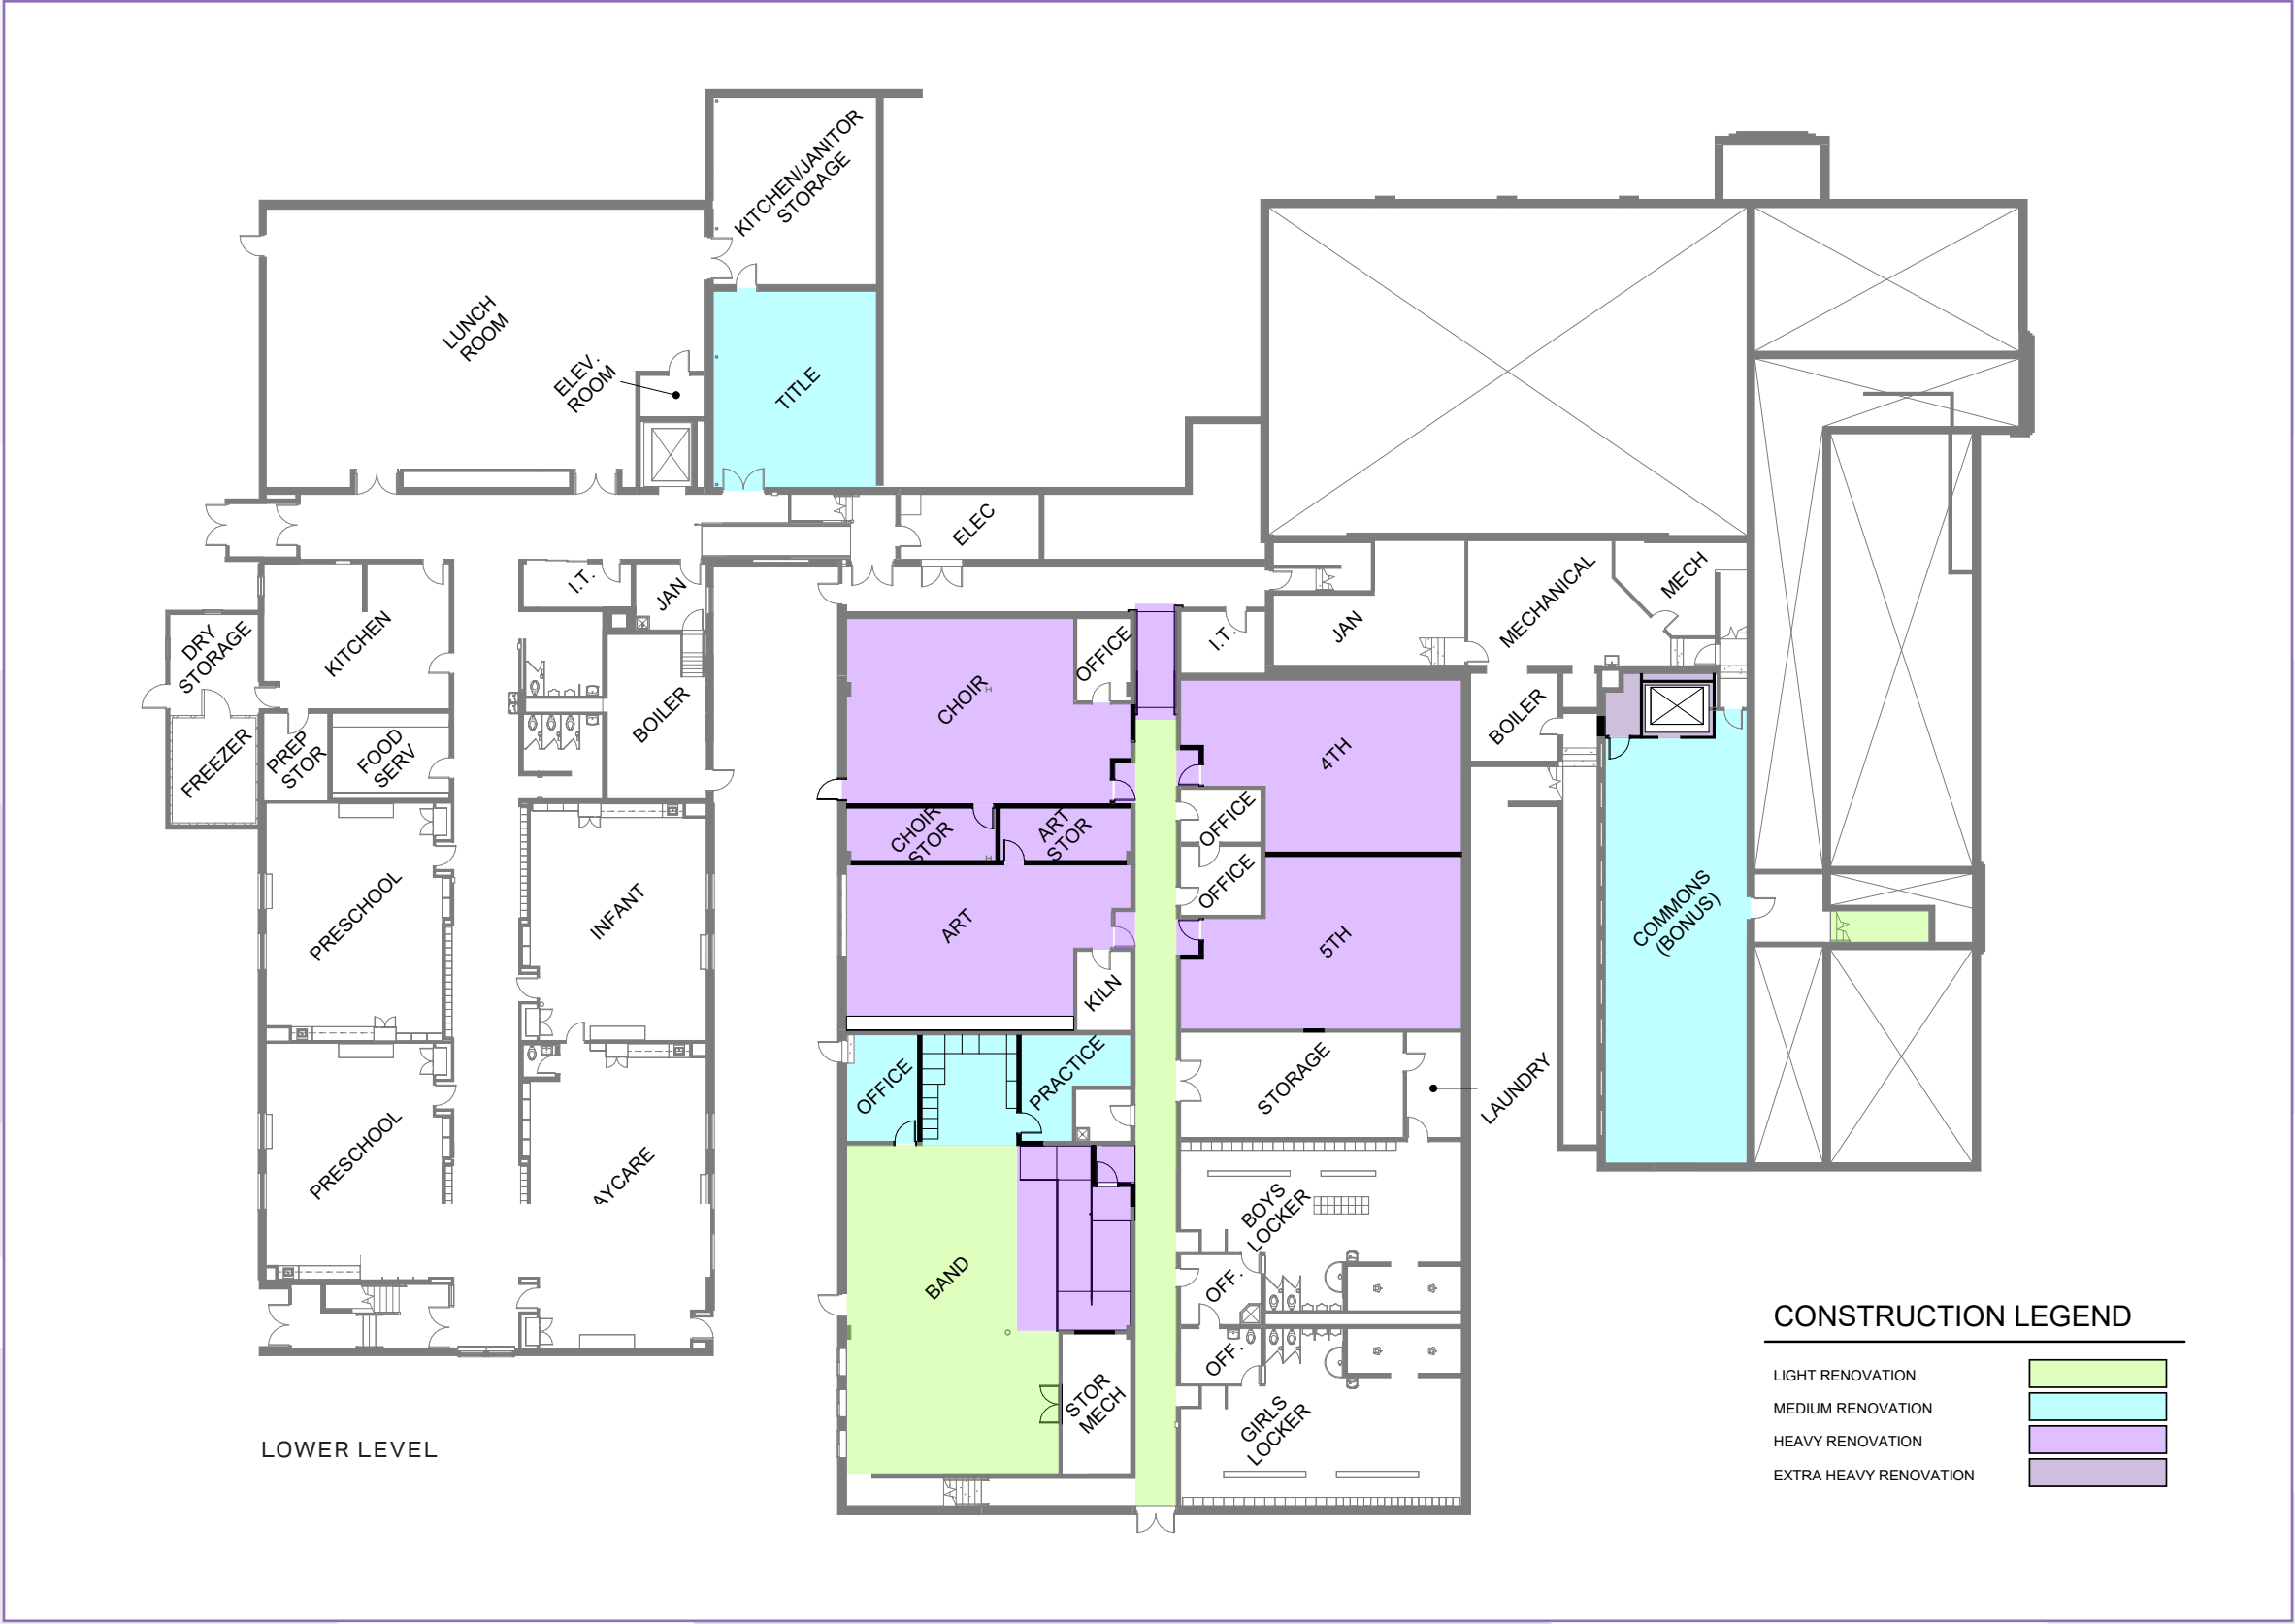 KITCHEN/JANITOR
STORAGE
LUNCH
ROOM
ELEV.
ROOM
TITLE
ELEC
I.T.
JAN
KITCHEN
DRY
STORAGE
FREEZER
PREP
STOR
FOOD
SERV
BOILER
PRESCHOOL
INFANT
PRESCHOOL
AYCARE
CHOIR
OFFICE
I.T.
JAN
MECHANICAL
MECH
BOILER
4TH
CHOIR
STOR
ART
STOR
OFFICE
OFFICE
ART
KILN
5TH
COMMONS
(BONUS)
OFFICE
PRACTICE
STORAGE
LAUNDRY
BAND
BOYS
LOCKER
OFF.
OFF.
STOR
MECH
GIRLS
LOCKER
LOWER LEVEL
CONSTRUCTION LEGEND
LIGHT RENOVATION
MEDIUM RENOVATION
HEAVY RENOVATION
EXTRA HEAVY RENOVATION